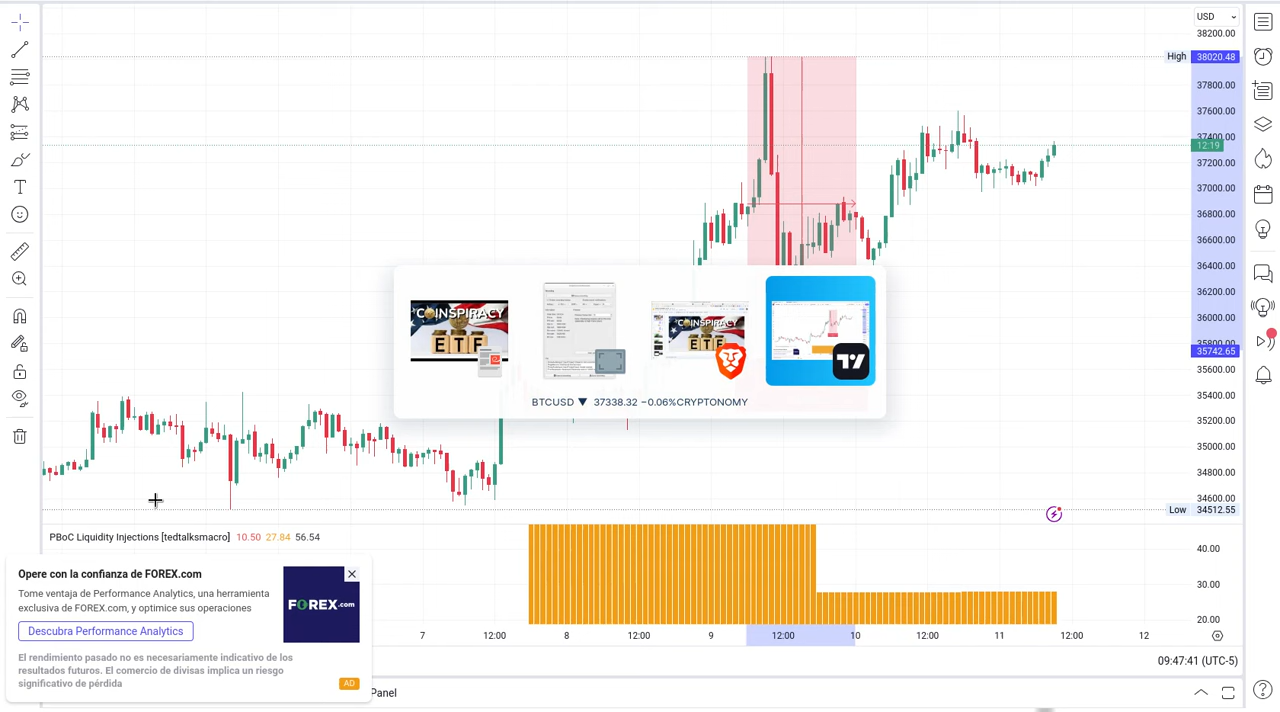 USD
38200.00
High 38020.48
37800.00
37600.00
37400.00
12:19
37200.00
37000.00
36800.00
36600.00
36400.00
36200.00
36000.00
35800.00
35742.65
35600.00
35400.00
35200.00
35000.00
34800.00
34600.00
Low 34512.55
COINSPIRACY
ETF
COINSPIRACY
ETF
BTCUSD ▼ 37338.32 −0.06%CRYPTONOMY
PBoC Liquidity Injections [tedtalksmacro] 10.50 27.84 56.54
40.00
30.00
20.00
7 12:00 8 12:00 9 12:00 10 12:00 11 12:00 12
09:47:41 (UTC-5)
Panel
Opere con la confianza de FOREX.com
Tome ventaja de Performance Analytics, una herramienta
exclusiva de FOREX.com, y optimice sus operaciones
Descubra Performance Analytics
FOREX.com
El rendimiento pasado no es necesariamente indicativo de los
resultados futuros. El comercio de divisas implica un riesgo
significativo de pérdida
AD